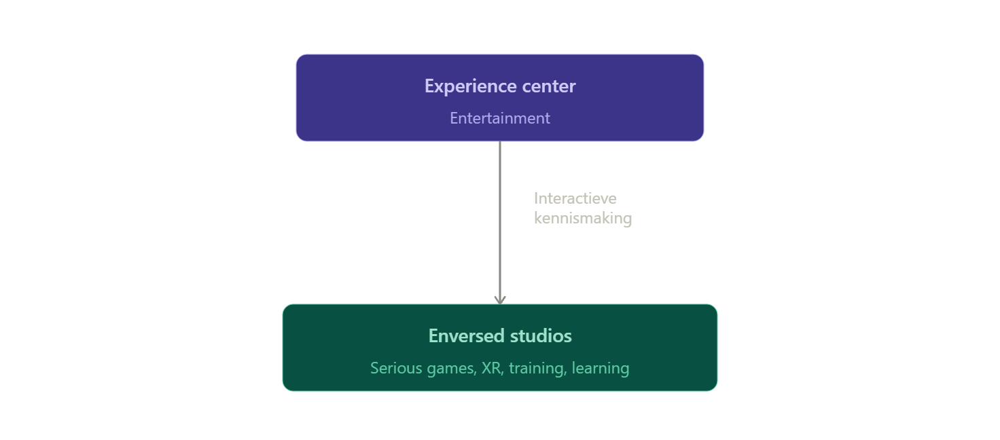 Experience center
Entertainment
Interactieve
kennismaking
Enversed studios
Serious games, XR, training, learning